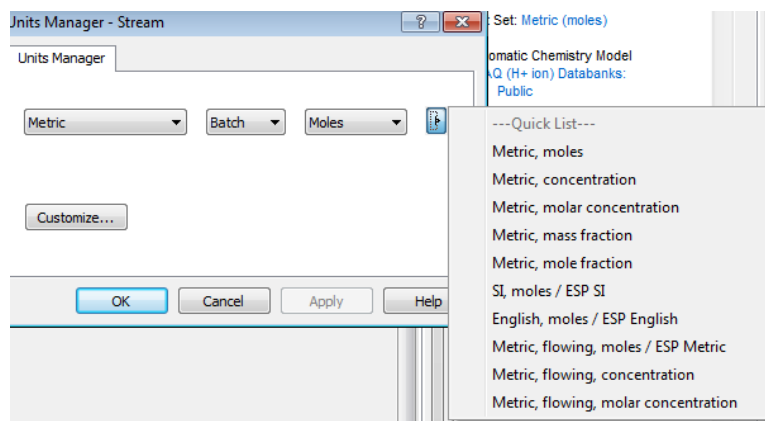 Units Manager - Stream
Set: Metric (moles)
Units Manager
omatic Chemistry Model
AQ (H+ ion) Databanks:
Public
Metric
Batch
Moles
---Quick List---
Metric, moles
Metric, concentration
Metric, molar concentration
Metric, mass fraction
Metric, mole fraction
SI, moles / ESP SI
English, moles / ESP English
Metric, flowing, moles / ESP Metric
Metric, flowing, concentration
Metric, flowing, molar concentration
Customize...
OK
Cancel
Apply
Help